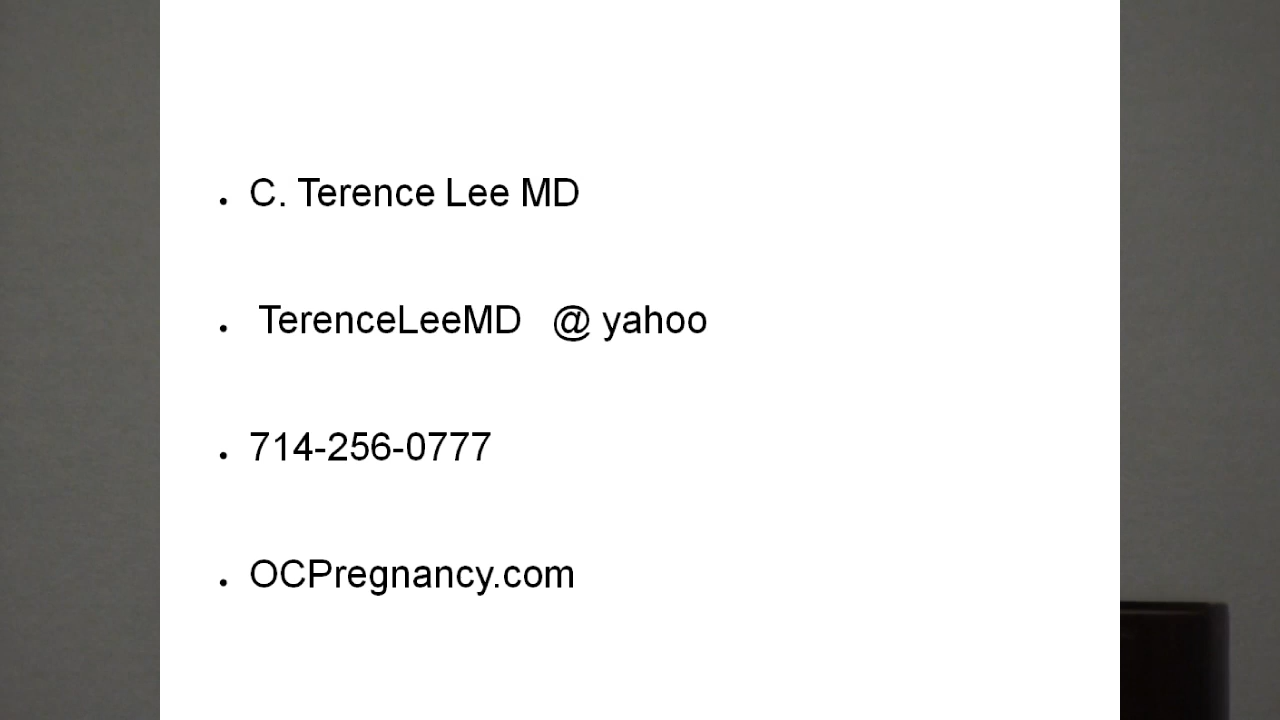 • C. Terence Lee MD
• TerenceLeeMD @ yahoo
• 714-256-0777
• OCPregnancy.com